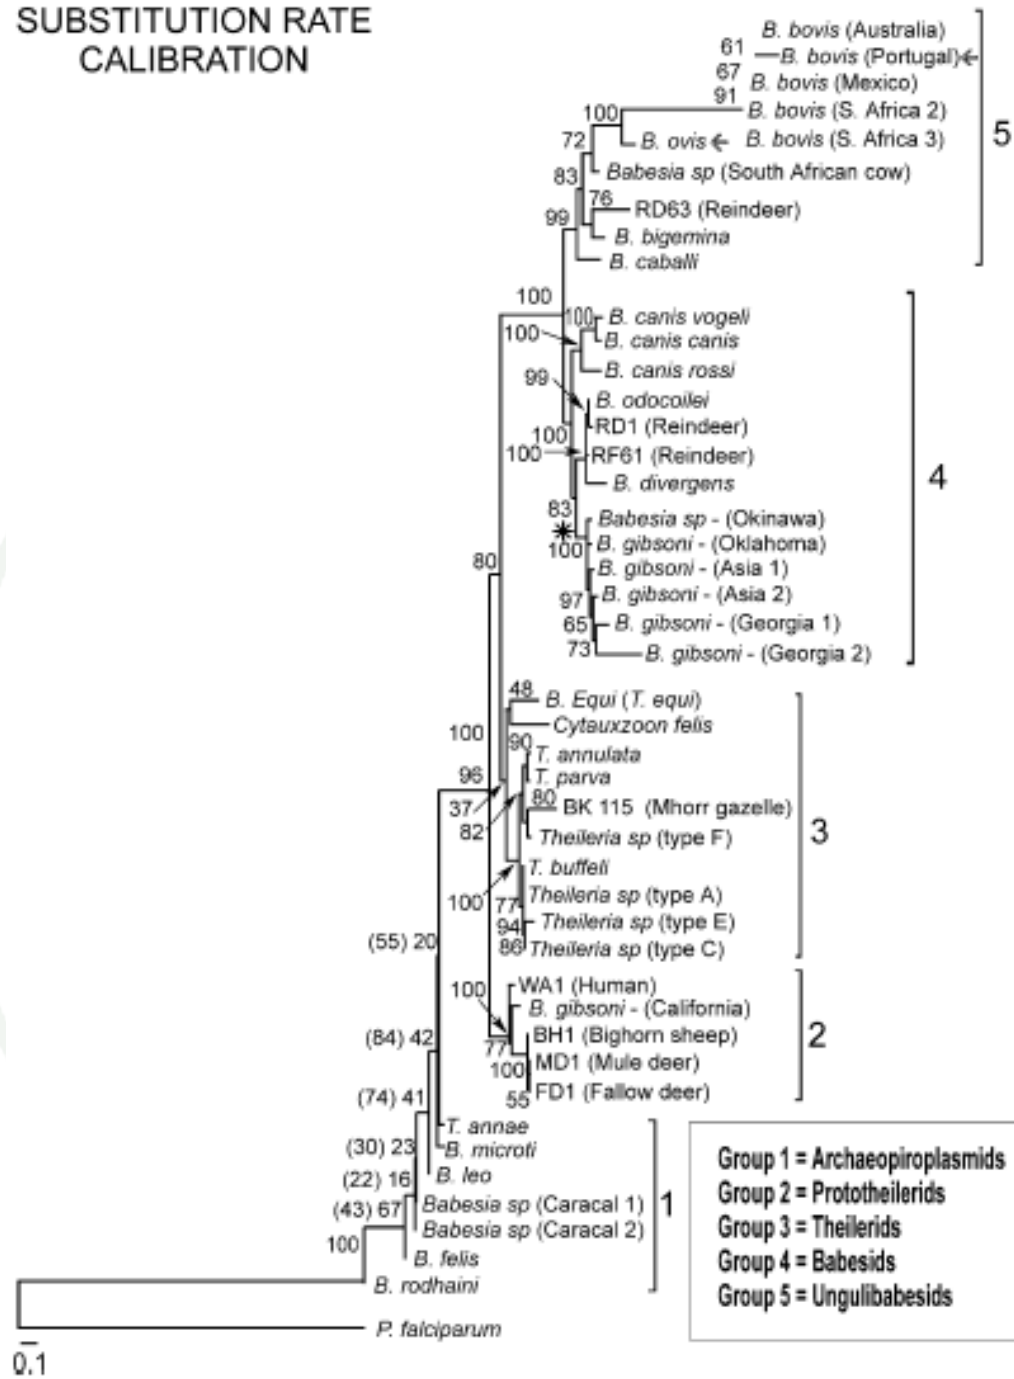 SUBSTITUTION RATE
CALIBRATION
B. bovis (Australia)
61
B. bovis (Portugal)←
67
B. bovis (Mexico)
91
B. bovis (S. Africa 2)
100
B. ovis ← B. bovis (S. Africa 3)
5
72
Babesia sp (South African cow)
83
76
RD63 (Reindeer)
99
B. bigemina
B. caballi
100
100
B. canis vogeli
100
B. canis canis
B. canis rossi
99
B. odocoilei
RD1 (Reindeer)
100
100
RF61 (Reindeer)
4
B. divergens
83
Babesia sp - (Okinawa)
100
B. gibsoni - (Oklahoma)
80
B. gibsoni - (Asia 1)
97
B. gibsoni - (Asia 2)
65
B. gibsoni - (Georgia 1)
73
B. gibsoni - (Georgia 2)
48
B. Equi (T. equi)
100
Cytauxzoon felis
90
T. annulata
96
T. parva
37
80
BK 115 (Mhorr gazelle)
82
Theileria sp (type F)
3
T. buffeli
100
77
Theileria sp (type A)
94
Theileria sp (type E)
(55) 20
86
Theileria sp (type C)
100
WA1 (Human)
B. gibsoni - (California)
(84) 42
77
BH1 (Bighorn sheep)
2
100
MD1 (Mule deer)
(74) 41
55
FD1 (Fallow deer)
T. annae
(30) 23
B. microti
(22) 16
B. leo
(43) 67
Babesia sp (Caracal 1)
1
100
Babesia sp (Caracal 2)
B. felis
B. rodhaini
P. falciparum
0.1
Group 1 = Archaeopiroplasmids
Group 2 = Prototheilerids
Group 3 = Theilerids
Group 4 = Babesids
Group 5 = Ungulibabesids